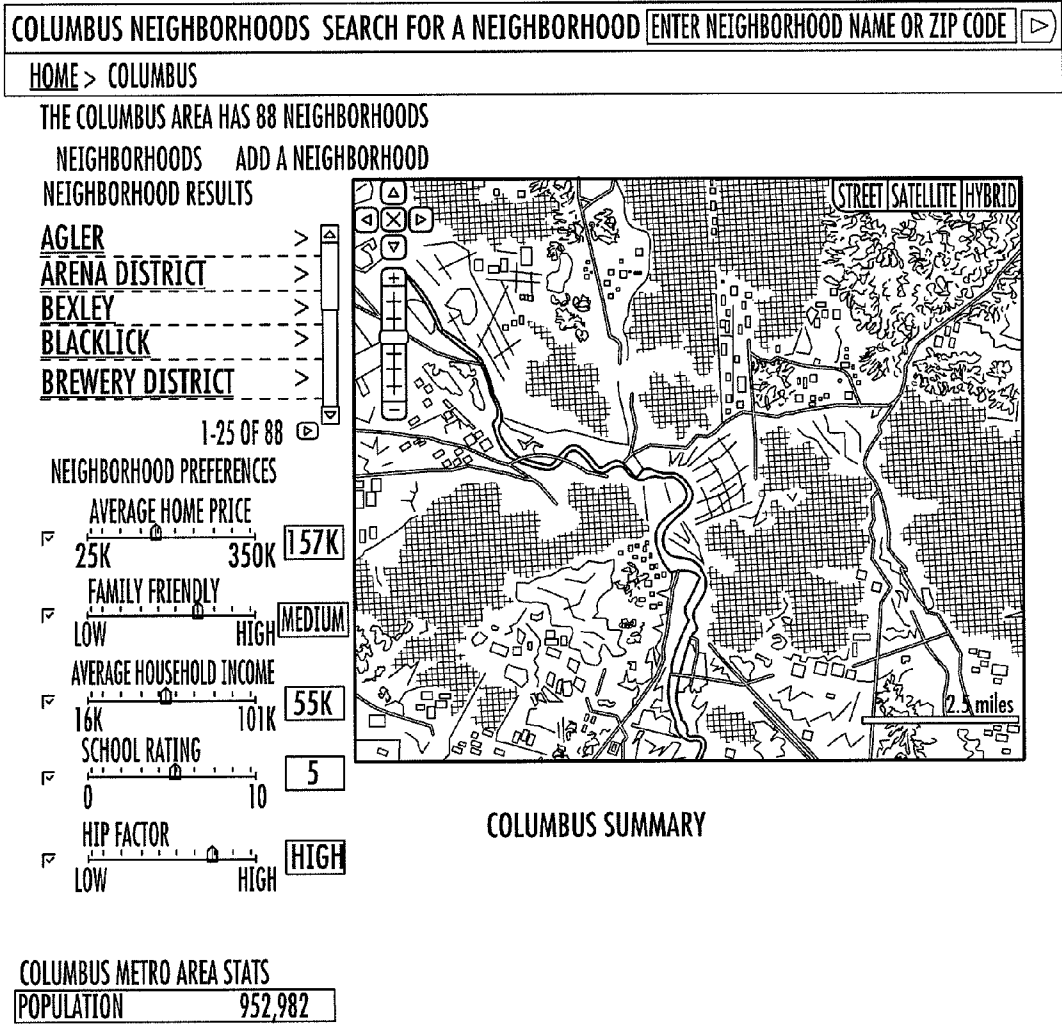 COLUMBUS NEIGHBORHOODS SEARCH FOR A NEIGHBORHOOD ENTER NEIGHBORHOOD NAME OR ZIP CODE
HOME > COLUMBUS
THE COLUMBUS AREA HAS 88 NEIGHBORHOODS
NEIGHBORHOODS ADD A NEIGHBORHOOD
NEIGHBORHOOD RESULTS
STREET SATELLITE HYBRID
AGLER >
ARENA DISTRICT >
BEXLEY >
BLACKLICK >
BREWERY DISTRICT >
1-25 OF 88
NEIGHBORHOOD PREFERENCES
AVERAGE HOME PRICE
25K 350K 157K
FAMILY FRIENDLY
LOW HIGH MEDIUM
AVERAGE HOUSEHOLD INCOME
16K 101K 55K
2.5 miles
SCHOOL RATING
0 10 5
HIP FACTOR
LOW HIGH HIGH
COLUMBUS SUMMARY
COLUMBUS METRO AREA STATS
POPULATION 952,982